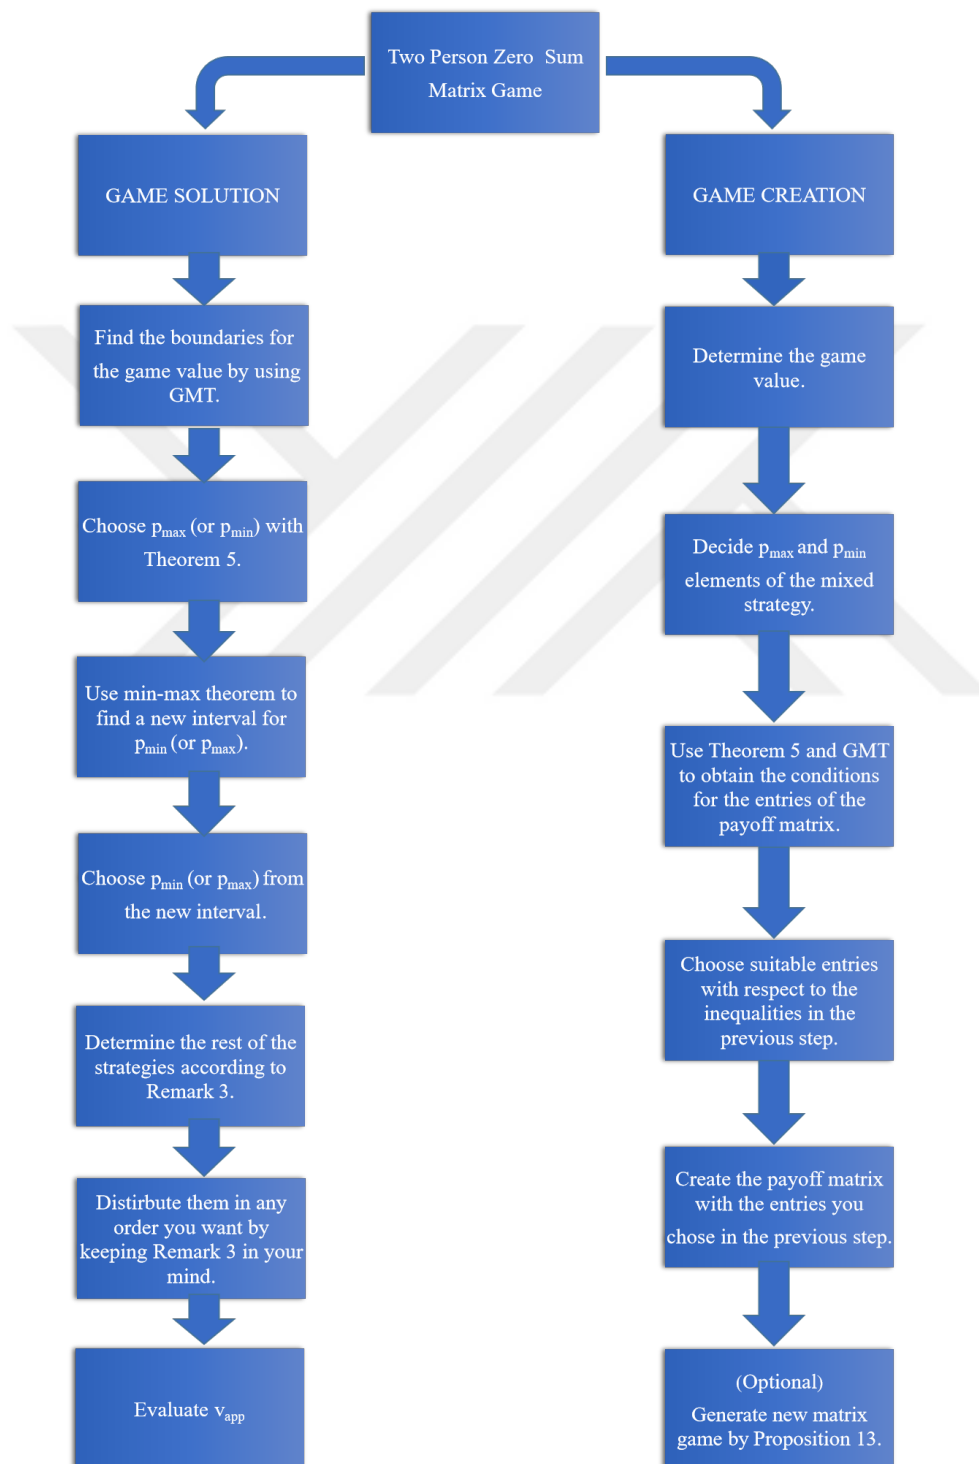 Two Person Zero Sum
Matrix Game
GAME SOLUTION
Find the boundaries for
the game value by using
GMT.
Choose pmax (or pmin) with
Theorem 5.
Use min-max theorem to
find a new interval for
pmin (or pmax).
Choose pmin (or pmax) from
the new interval.
Determine the rest of the
strategies according to
Remark 3.
Distirbute them in any
order you want by
keeping Remark 3 in your
mind.
Evaluate vapp
GAME CREATION
Determine the game
value.
Decide pmax and pmin
elements of the mixed
strategy.
Use Theorem 5 and GMT
to obtain the conditions
for the entries of the
payoff matrix.
Choose suitable entries
with respect to the
inequalities in the
previous step.
Create the payoff matrix
with the entries you
chose in the previous step.
(Optional)
Generate new matrix
game by Proposition 13.